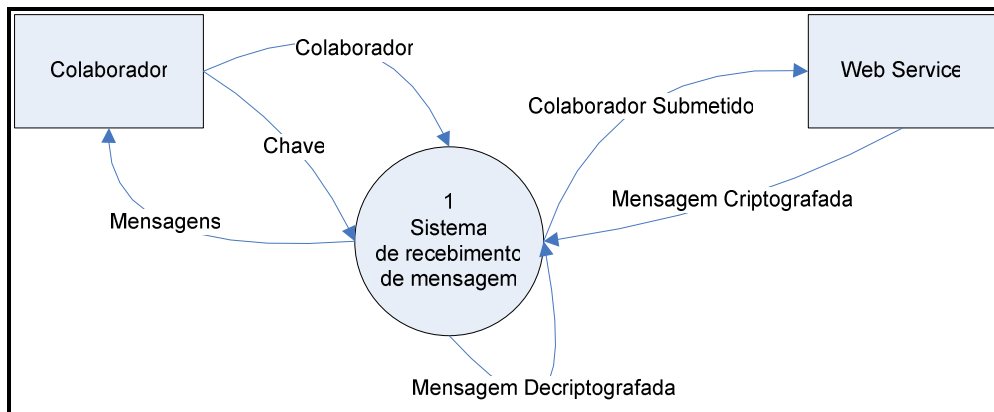 Colaborador
Colaborador
Web Service
Colaborador Submetido
Chave
Mensagem Criptografada
Mensagens
1
Sistema
de recebimento
de mensagem
Mensagem Decriptografada